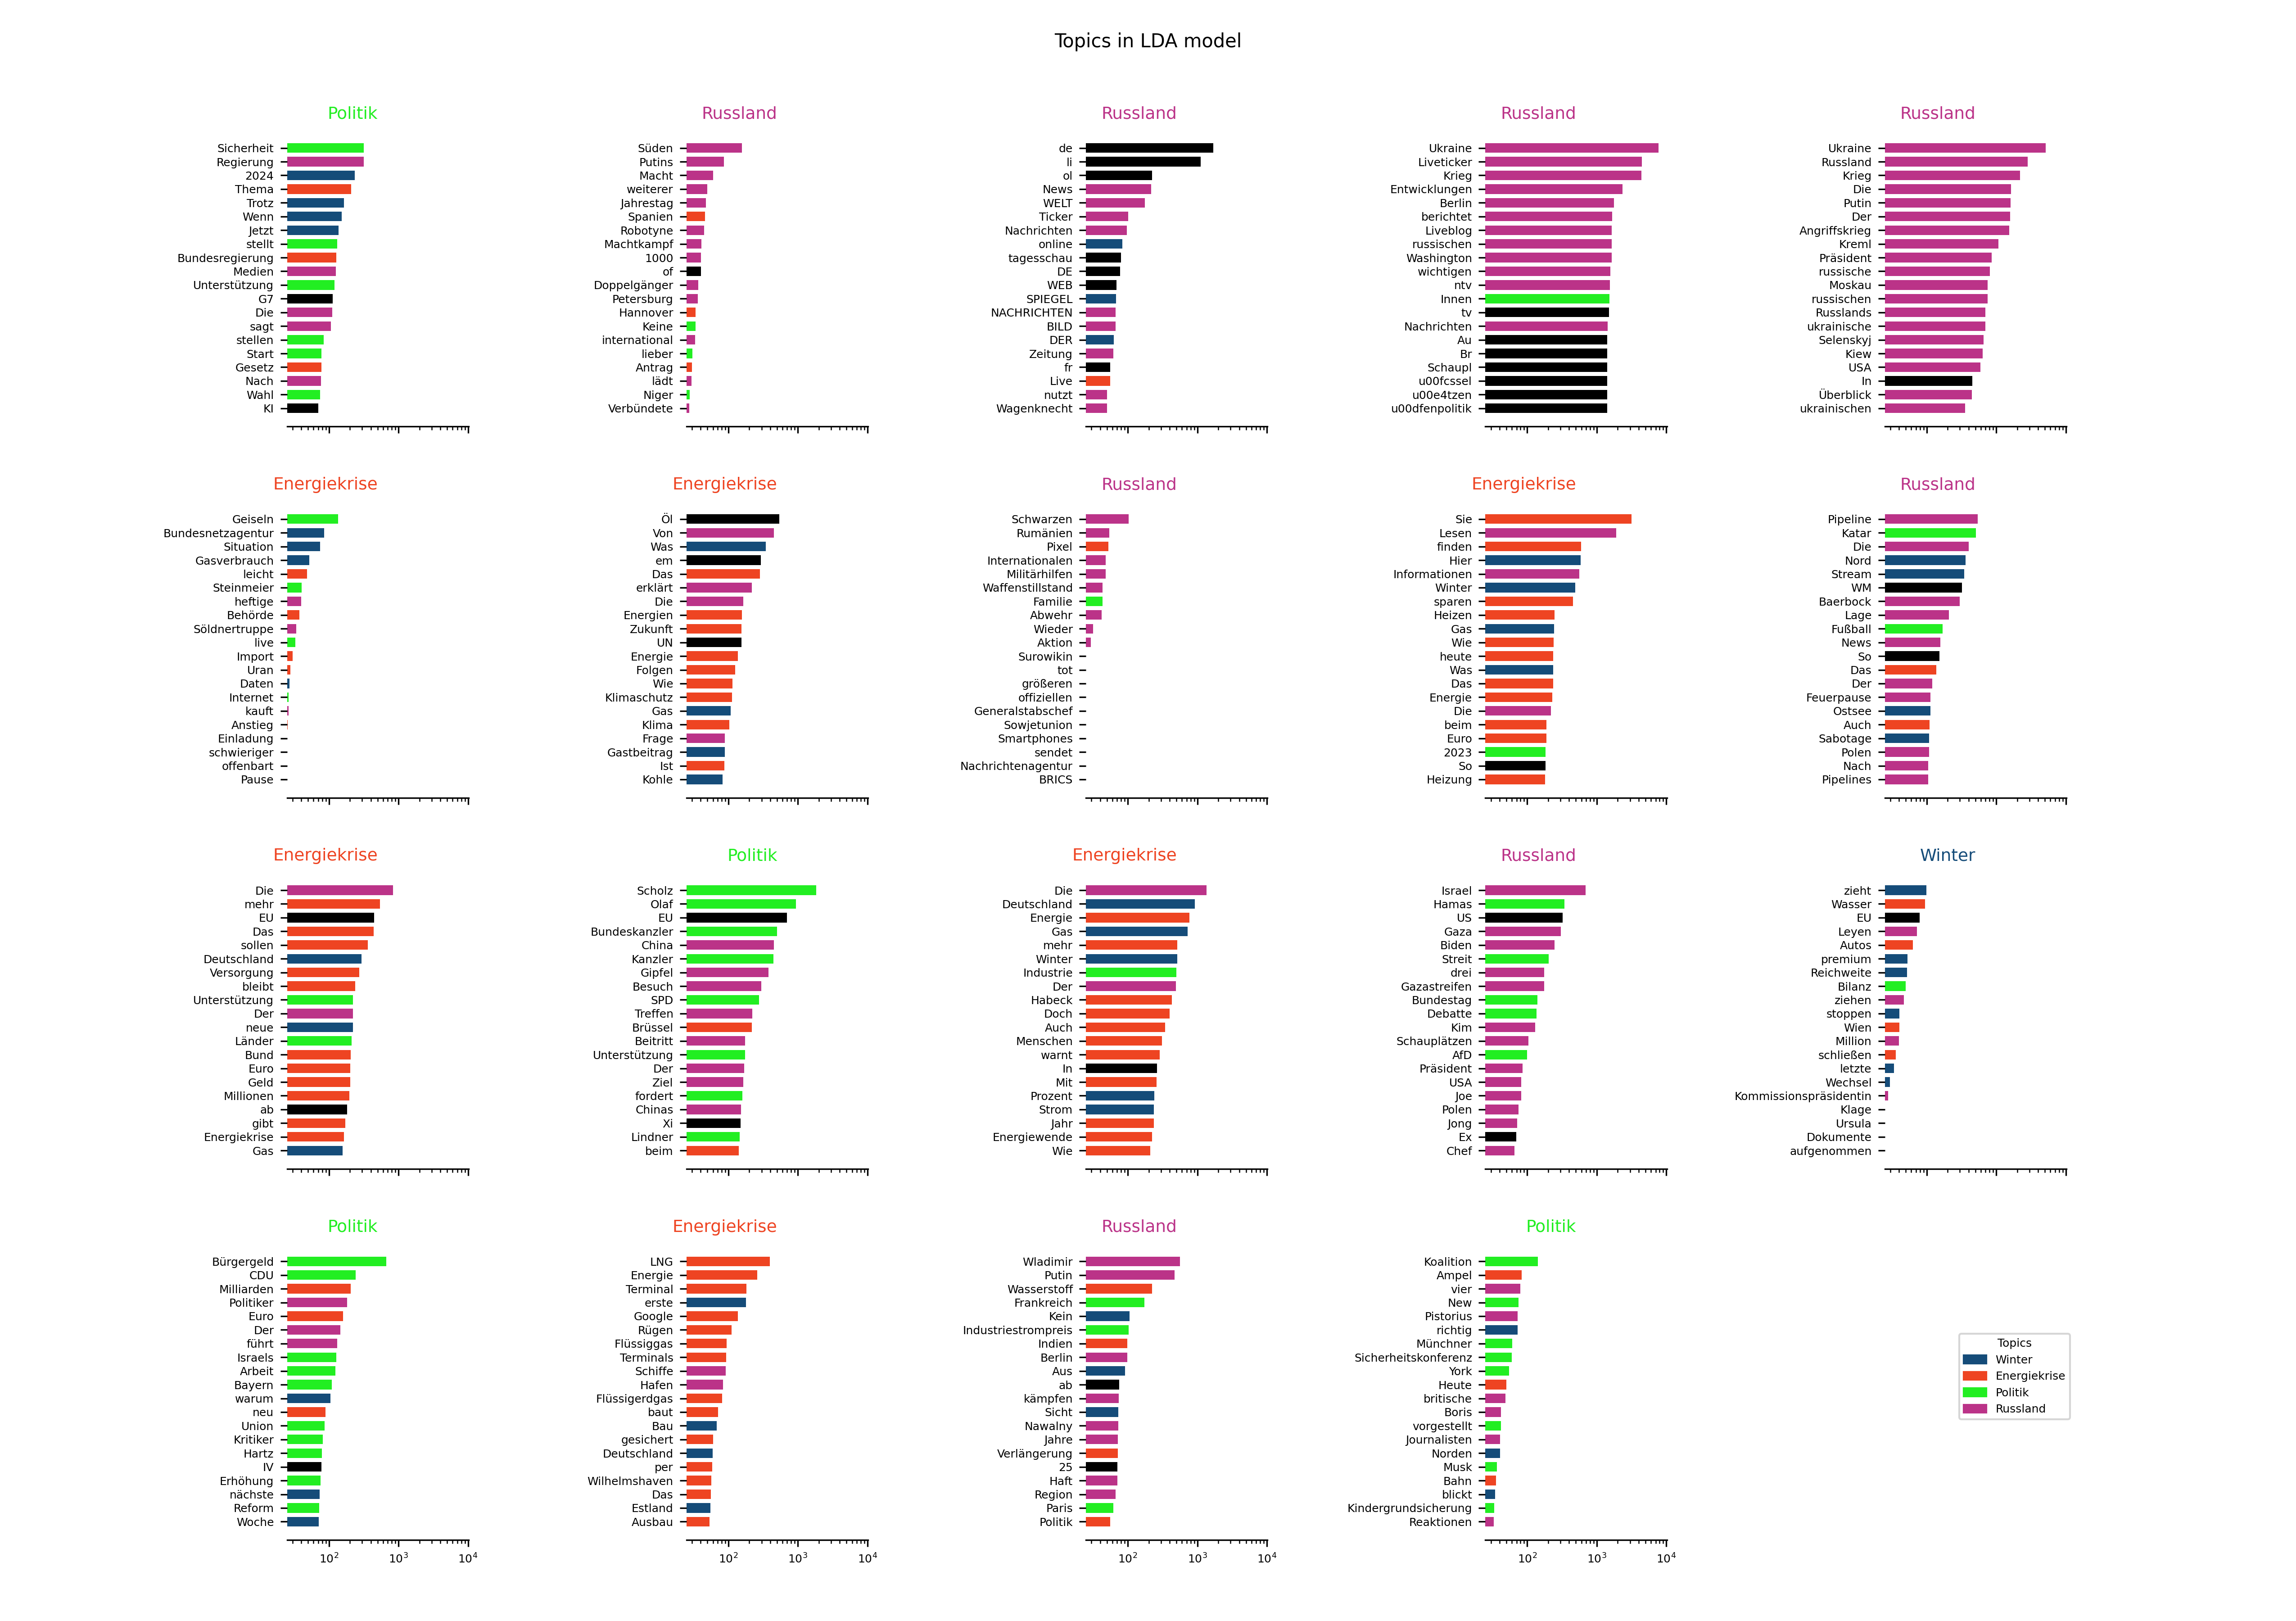 Topics in LDA model
Politik
Sicherheit
Regierung
2024
Thema
Trotz
Wenn
Jetzt
stellt
Bundesregierung
Medien
Unterstützung
G7
Die
sagt
stellen
Start
Gesetz
Nach
Wahl
KI
Russland
Süden
Putins
Macht
weiterer
Jahrestag
Spanien
Robotyne
Machtkampf
1000
of
Doppelgänger
Petersburg
Hannover
Keine
international
lieber
Antrag
lädt
Niger
Verbündete
Russland
de
li
ol
News
WELT
Ticker
Nachrichten
online
tagesschau
DE
WEB
SPIEGEL
NACHRICHTEN
BILD
DER
Zeitung
fr
Live
nutzt
Wagenknecht
Russland
Ukraine
Liveticker
Krieg
Entwicklungen
Berlin
berichtet
Liveblog
russischen
Washington
wichtigen
ntv
Innen
tv
Nachrichten
Au
Br
Schaupl
u00fcssel
u00e4tzen
u00dfenpolitik
Russland
Ukraine
Russland
Krieg
Die
Putin
Der
Angriffskrieg
Kreml
Präsident
russische
Moskau
russischen
Russlands
ukrainische
Selenskyj
Kiew
USA
In
Überblick
ukrainischen
Energiekrise
Geiseln
Bundesnetzagentur
Situation
Gasverbrauch
leicht
Steinmeier
heftige
Behörde
Söldnertruppe
live
Import
Uran
Daten
Internet
kauft
Anstieg
Einladung
schwieriger
offenbart
Pause
Energiekrise
Öl
Von
Was
em
Das
erklärt
Die
Energien
Zukunft
UN
Energie
Folgen
Wie
Klimaschutz
Gas
Klima
Frage
Gastbeitrag
Ist
Kohle
Russland
Schwarzen
Rumänien
Pixel
Internationalen
Militärhilfen
Waffenstillstand
Familie
Abwehr
Wieder
Aktion
Surowikin
tot
größeren
offiziellen
Generalstabschef
Sowjetunion
Smartphones
sendet
Nachrichtenagentur
BRICS
Energiekrise
Sie
Lesen
finden
Hier
Informationen
Winter
sparen
Heizen
Gas
Wie
heute
Was
Das
Energie
Die
beim
Euro
2023
So
Heizung
Russland
Pipeline
Katar
Die
Nord
Stream
WM
Baerbock
Lage
Fußball
News
So
Das
Der
Feuerpause
Ostsee
Auch
Sabotage
Polen
Nach
Pipelines
Energiekrise
Die
mehr
EU
Das
sollen
Deutschland
Versorgung
bleibt
Unterstützung
Der
neue
Länder
Bund
Euro
Geld
Millionen
ab
gibt
Energiekrise
Gas
Politik
Scholz
Olaf
EU
Bundeskanzler
China
Kanzler
Gipfel
Besuch
SPD
Treffen
Brüssel
Beitritt
Unterstützung
Der
Ziel
fordert
Chinas
Xi
Lindner
beim
Energiekrise
Die
Deutschland
Energie
Gas
mehr
Winter
Industrie
Der
Habeck
Doch
Auch
Menschen
warnt
In
Mit
Prozent
Strom
Jahr
Energiewende
Wie
Russland
Israel
Hamas
US
Gaza
Biden
Streit
drei
Gazastreifen
Bundestag
Debatte
Kim
Schauplätzen
AfD
Präsident
USA
Joe
Polen
Jong
Ex
Chef
Winter
zieht
Wasser
EU
Leyen
Autos
premium
Reichweite
Bilanz
ziehen
stoppen
Wien
Million
schließen
letzte
Wechsel
Kommissionspräsidentin
Klage
Ursula
Dokumente
aufgenommen
Politik
Bürgergeld
CDU
Milliarden
Politiker
Euro
Der
führt
Israels
Arbeit
Bayern
warum
neu
Union
Kritiker
Hartz
IV
Erhöhung
nächste
Reform
Woche
10² 10³ 10⁴
Energiekrise
LNG
Energie
Terminal
erste
Google
Rügen
Flüssiggas
Terminals
Schiffe
Hafen
Flüssigerdgas
baut
Bau
gesichert
Deutschland
per
Wilhelmshaven
Das
Estland
Ausbau
10² 10³ 10⁴
Russland
Wladimir
Putin
Wasserstoff
Frankreich
Kein
Industriestrompreis
Indien
Berlin
Aus
ab
kämpfen
Sicht
Nawalny
Jahre
Verlängerung
25
Haft
Region
Paris
Politik
10² 10³ 10⁴
Politik
Koalition
Ampel
vier
New
Pistorius
richtig
Münchner
Sicherheitskonferenz
York
Heute
britische
Boris
vorgestellt
Journalisten
Norden
Musk
Bahn
blickt
Kindergrundsicherung
Reaktionen
10² 10³ 10⁴
Topics
Winter
Energiekrise
Politik
Russland